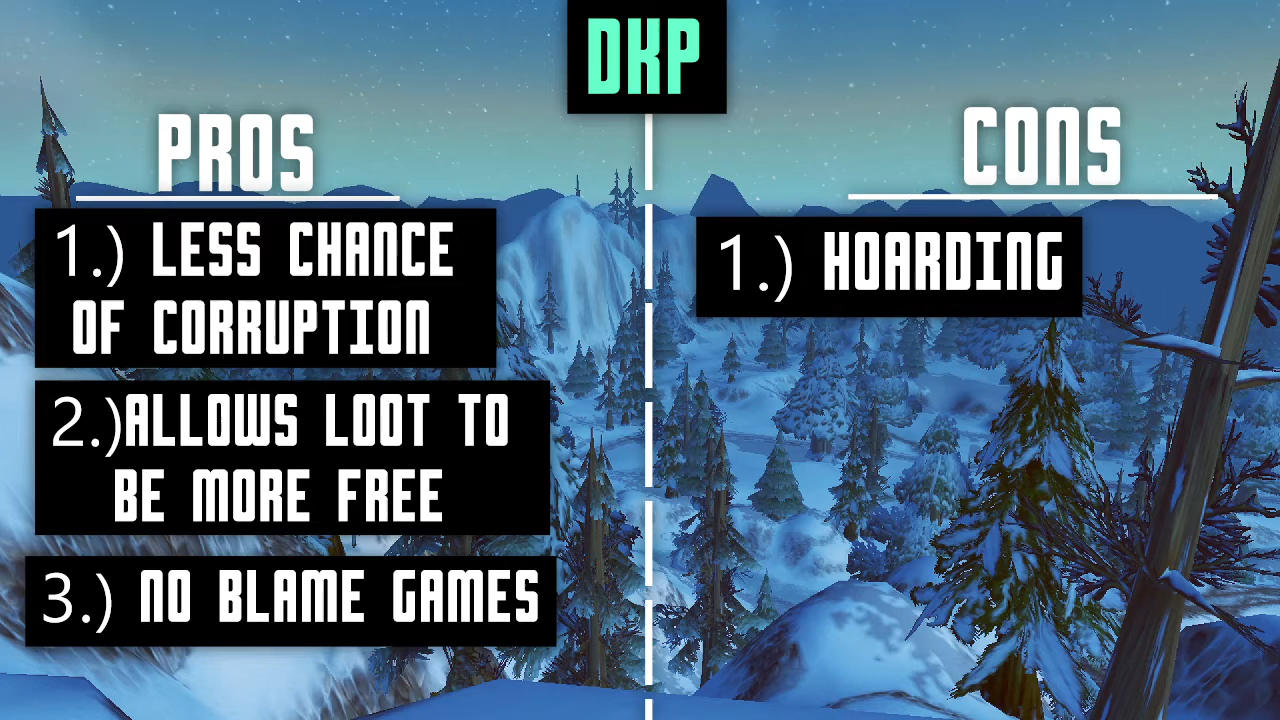 DKP
PROS
1.) LESS CHANCE
OF CORRUPTION
2.)ALLOWS LOOT TO
BE MORE FREE
3.) NO BLAME GAMES
CONS
1.) HOARDING